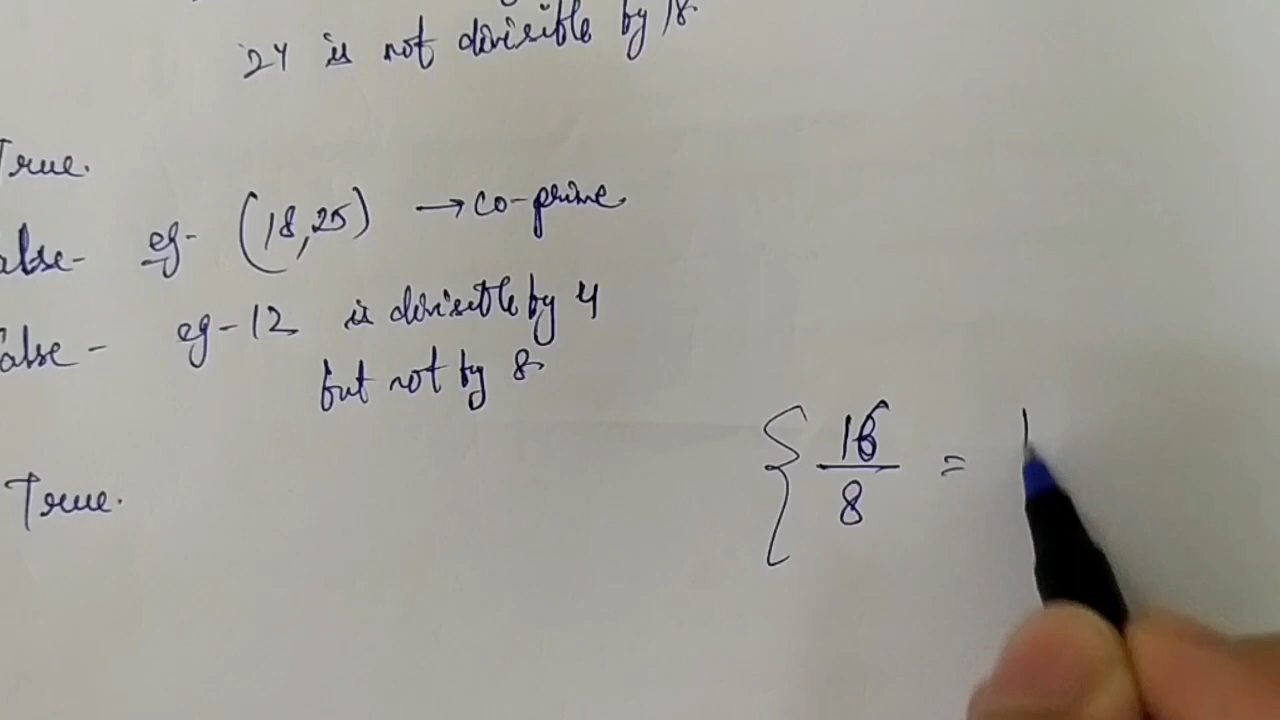 24 is not divisible by 18.
True.
alse- eg- (18,25) → co-prime.
alse - eg-12 is divisible by 4
but not by 8.
True.
{ 16/8 = 1